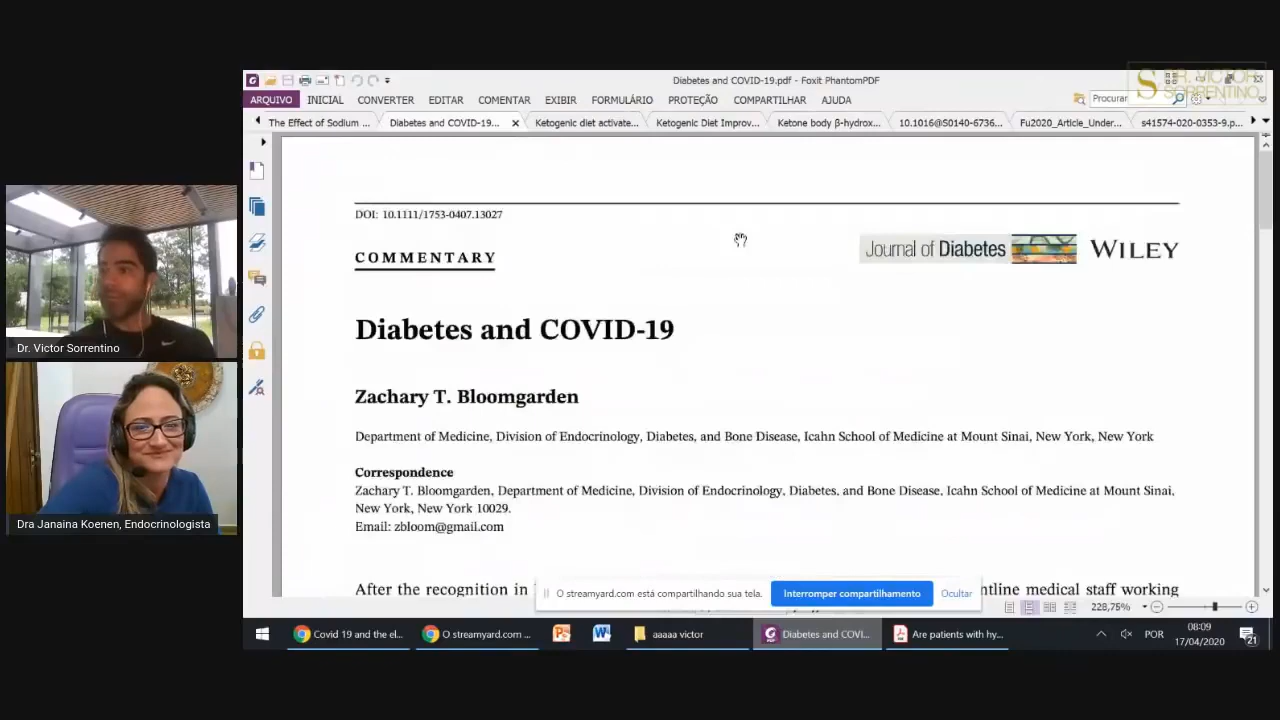 Diabetes and COVID-19.pdf - Foxit PhantomPDF
DR. VICTOR
SORRENTINO
ARQUIVO INICIAL CONVERTER EDITAR COMENTAR EXIBIR FORMULÁRIO PROTEÇÃO COMPARTILHAR AJUDA
Procurar
The Effect of Sodium ... Diabetes and COVID-19... Ketogenic diet activate... Ketogenic Diet Improv... Ketone body β-hydrox... 10.1016@S0140-6736... Fu2020_Article_Under... s41574-020-0353-9.p...
DOI: 10.1111/1753-0407.13027
COMMENTARY
Journal of Diabetes
WILEY
Diabetes and COVID-19
Zachary T. Bloomgarden
Department of Medicine, Division of Endocrinology, Diabetes, and Bone Disease, Icahn School of Medicine at Mount Sinai, New York, New York
Correspondence
Zachary T. Bloomgarden, Department of Medicine, Division of Endocrinology, Diabetes, and Bone Disease, Icahn School of Medicine at Mount Sinai,
New York, New York 10029.
Email: zbloom@gmail.com
After the recognition in
ntline medical staff working
O streamyard.com está compartilhando sua tela.
Interromper compartilhamento
Ocultar
228,75%
Dr. Victor Sorrentino
Dra Janaina Koenen, Endocrinologista
Covid 19 and the el...
O streamyard.com ...
aaaaa victor
Diabetes and COVI...
Are patients with hy...
POR
08:09
17/04/2020
21